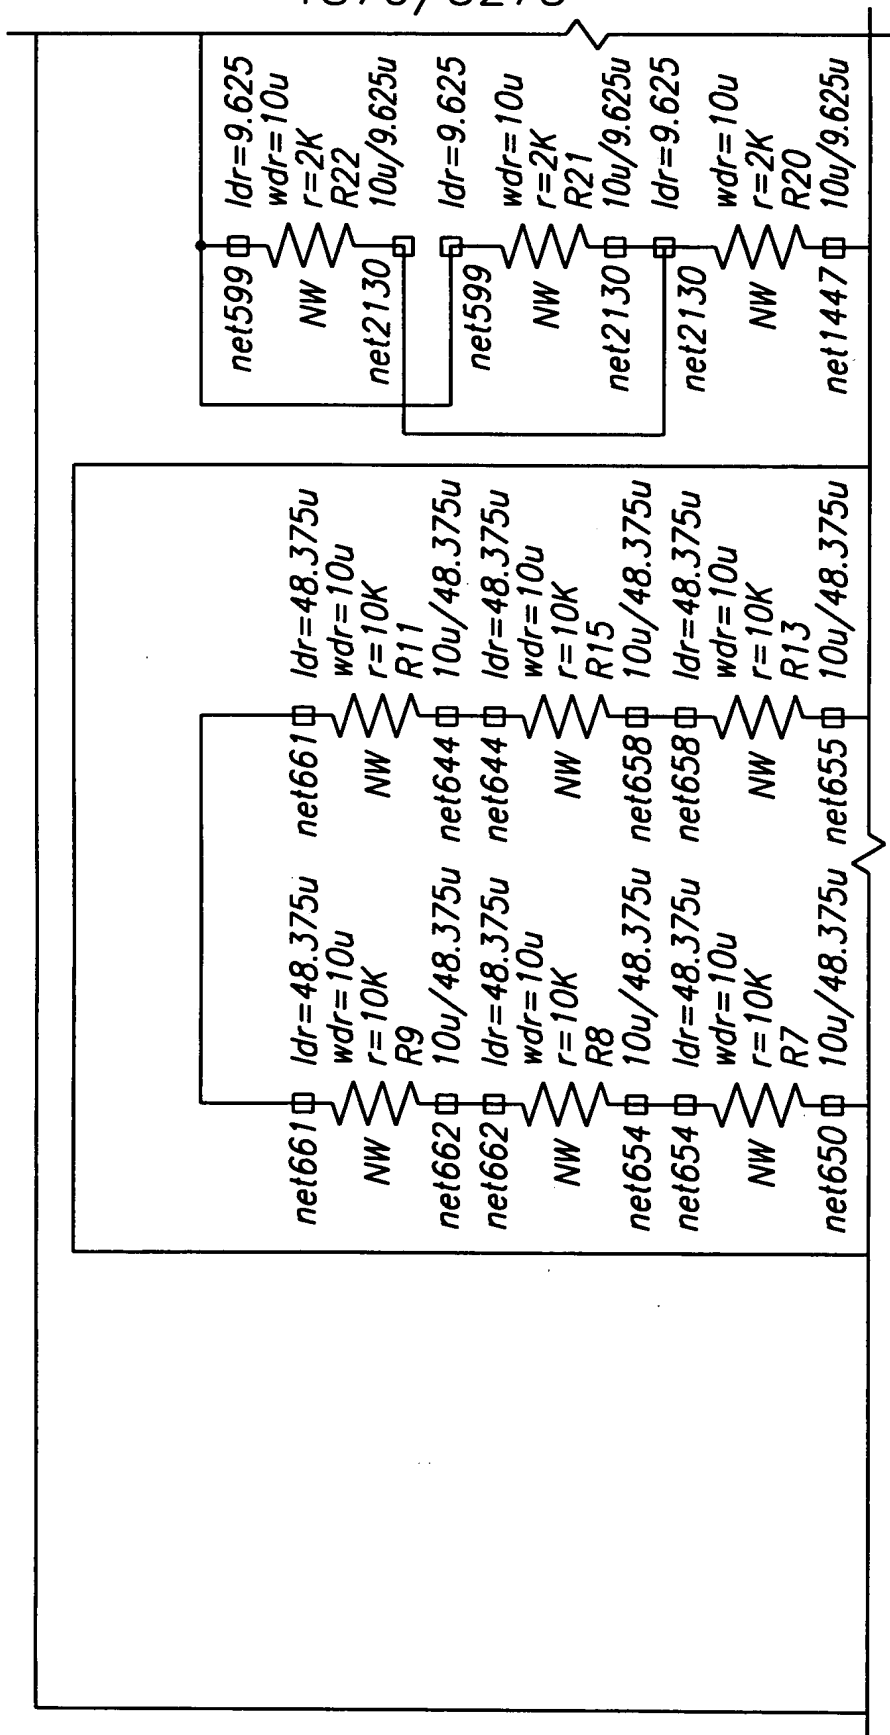 ldr=9.625
wdr=10u
r=2K
R22
10u/9.625u
net599
NW
net2130
ldr=9.625
wdr=10u
r=2K
R21
10u/9.625u
net599
NW
net2130
ldr=9.625
wdr=10u
r=2K
R20
10u/9.625u
net2130
NW
net1447
ldr=48.375u
wdr=10u
r=10K
R11
10u/48.375u
net661
NW
net644
ldr=48.375u
wdr=10u
r=10K
R15
10u/48.375u
net644
NW
net658
ldr=48.375u
wdr=10u
r=10K
R13
10u/48.375u
net658
NW
net655
ldr=48.375u
wdr=10u
r=10K
R9
10u/48.375u
net661
NW
net662
ldr=48.375u
wdr=10u
r=10K
R8
10u/48.375u
net662
NW
net654
ldr=48.375u
wdr=10u
r=10K
R7
10u/48.375u
net654
NW
net650